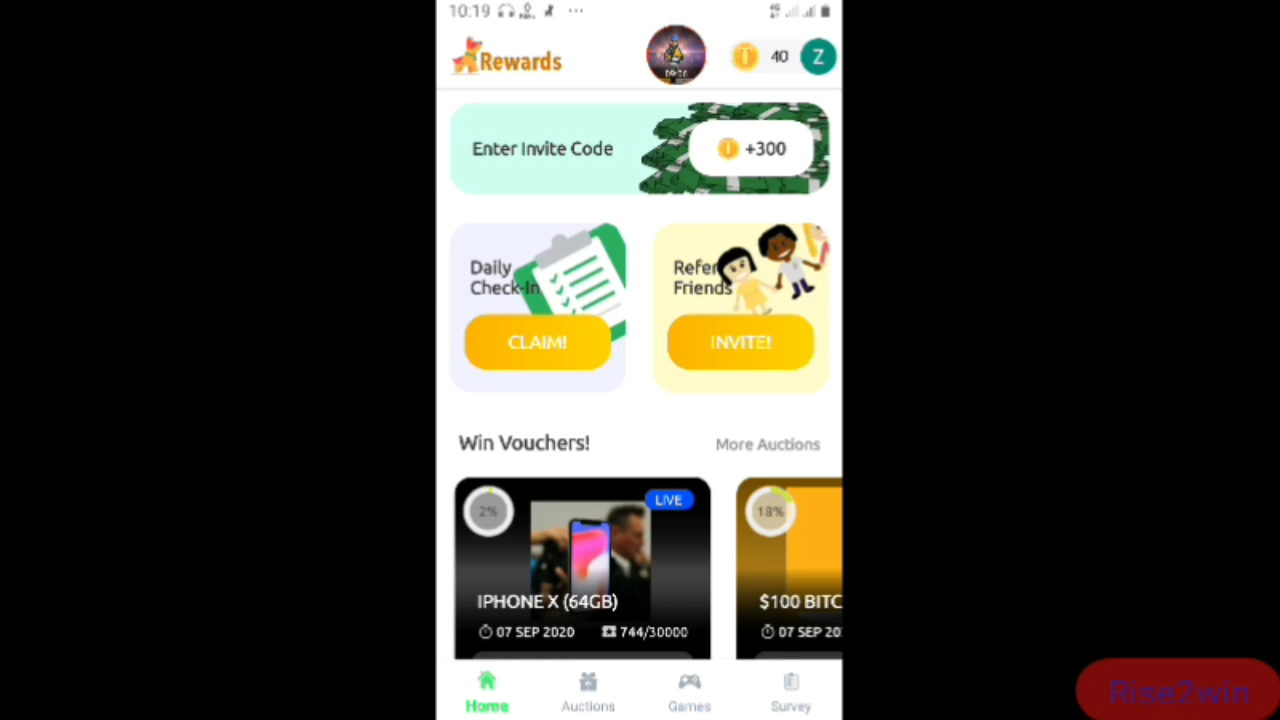 10:19
Rewards
40
Z
Enter Invite Code
+300
Daily
Check-In
CLAIM!
Refer
Friends
INVITE!
Win Vouchers!
More Auctions
2%
LIVE
IPHONE X (64GB)
07 SEP 2020
744/30000
18%
$100 BITC
07 SEP 20
Home
Auctions
Games
Survey
Rise2win